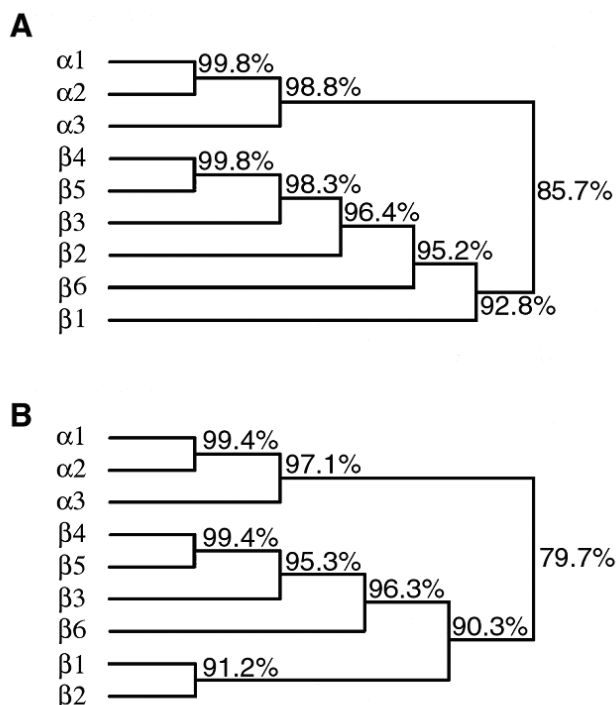 A
α1
99.8%
α2
98.8%
α3
β4
99.8%
β5
98.3%
85.7%
β3
96.4%
β2
95.2%
β6
92.8%
β1
B
α1
99.4%
α2
97.1%
α3
β4
99.4%
β5
95.3%
79.7%
β3
96.3%
β6
90.3%
β1
91.2%
β2